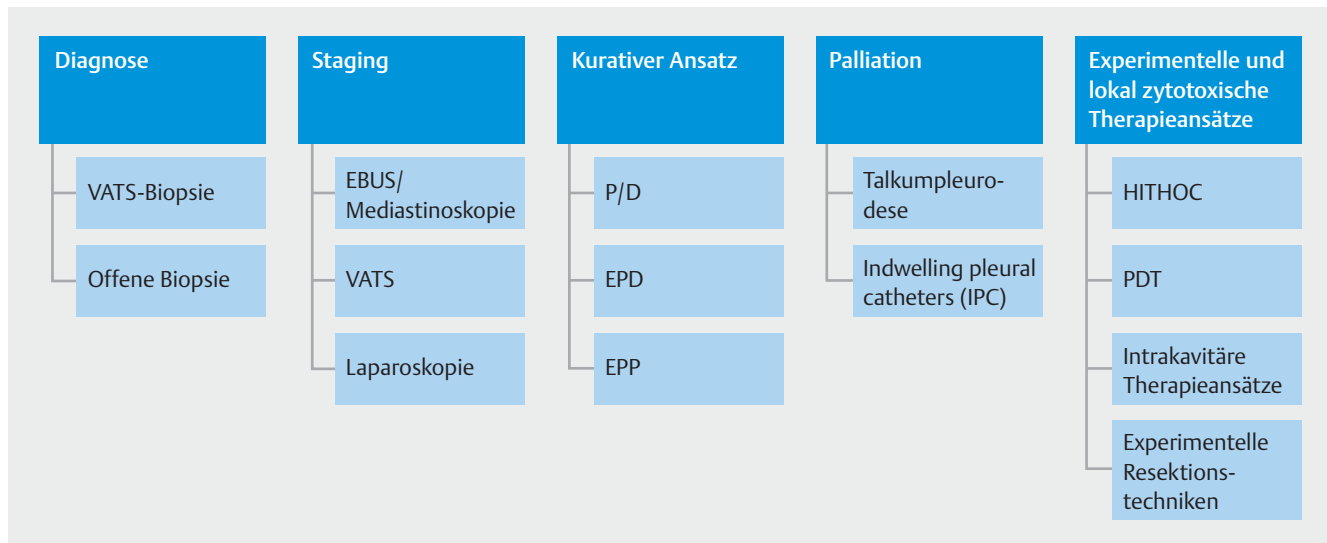 Diagnose
VATS-Biopsie
Offene Biopsie
Staging
EBUS/
Mediastinoskopie
VATS
Laparoskopie
Kurativer Ansatz
P/D
EPD
EPP
Palliation
Talkumpleuro-
dese
Indwelling pleural
catheters (IPC)
Experimentelle und
lokal zytotoxische
Therapieansätze
HITHOC
PDT
Intrakavitäre
Therapieansätze
Experimentelle
Resektions-
techniken